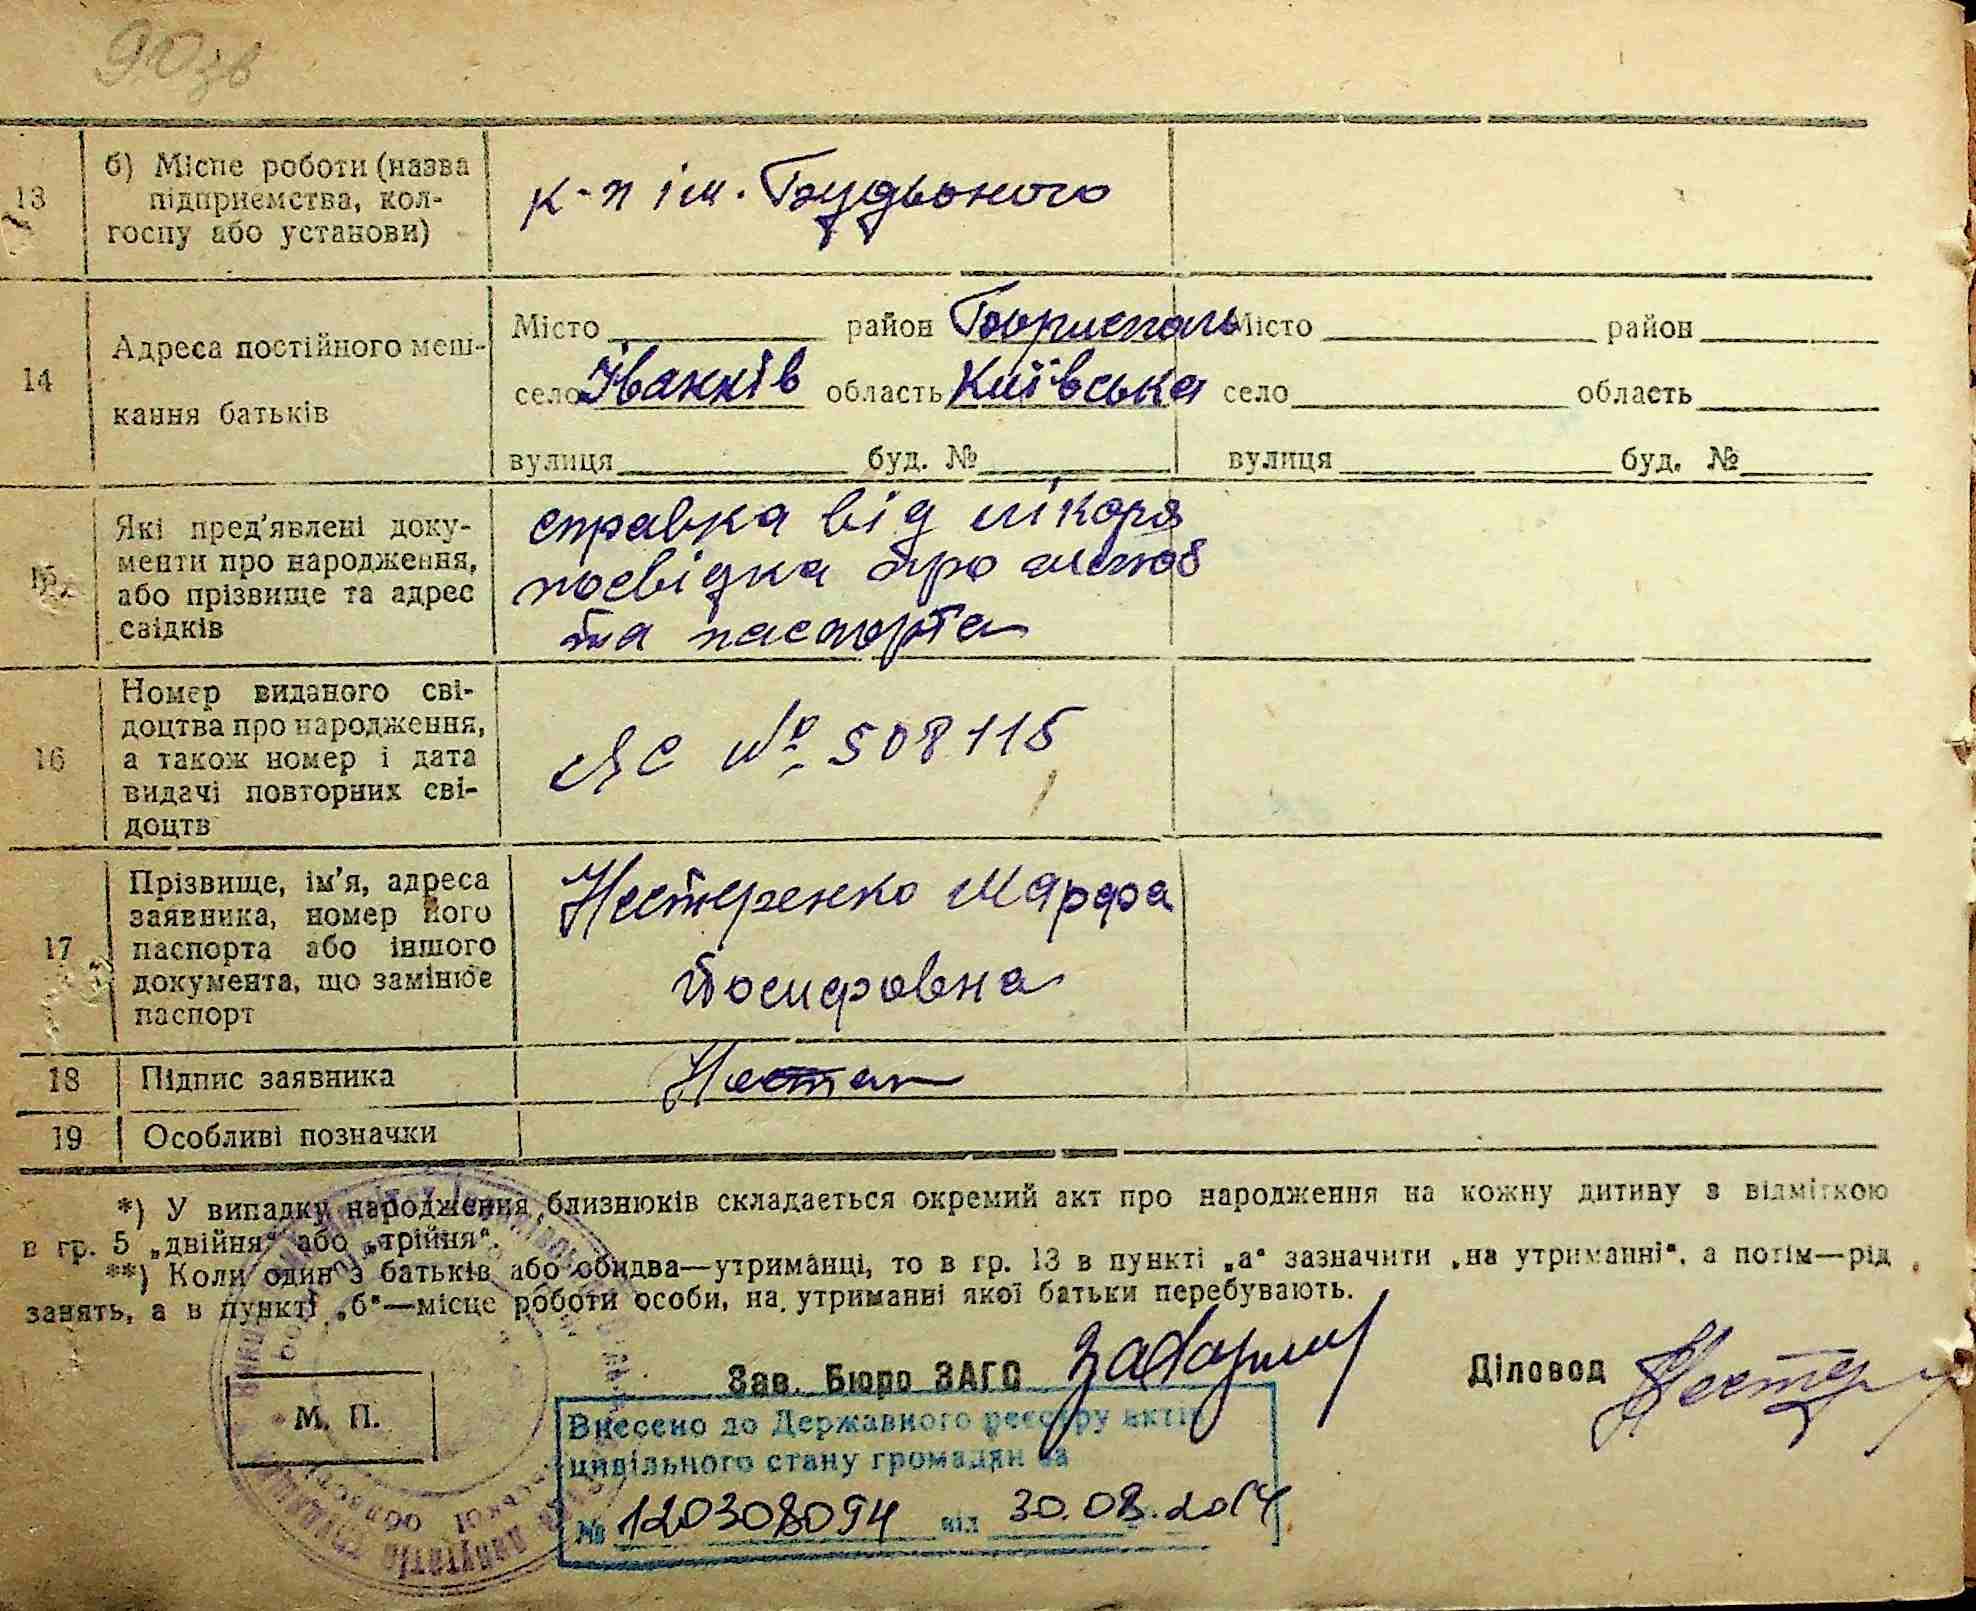 90зв
13
б) Місце роботи (назва
підприємства, кол-
госпу або установи)
к-п ім. Будьоного
14
Адреса постійного меш-
кання батьків
Місто район Бориспаль Місто район
село Іванків область Київська село область
вулиця буд. № вулиця буд. №
15
Які пред'явлені доку-
менти про народження,
або прізвище та адрес
свідків
справка від лікоря
посвідка про шлюб
та паспорта
16
Номер виданого сві-
доцтва про народження,
а також номер і дата
видачі повторних сві-
доцтв
ЯС № 508115
17
Прізвище, ім'я, адреса
заявника, номер його
паспорта або іншого
документа, що замінює
паспорт
Нестеренко Марфа
Йосифовна
18 Підпис заявника
19 Особливі позначки
*) У випадку народження близнюків складається окремий акт про народження на кожну дитину з відміткою
в гр. 5 „двійня“ або „трійня“.
**) Коли один з батьків або обидва—утриманці, то в гр. 13 в пункті „а“ зазначити „на утриманні“, а потім—рід
занять, а в пункті „б“—місце роботи особи, на утриманні якої батьки перебувають.
Зав. Бюро ЗАГС
Діловод
М. П.
Внесено до Державного реєстру актів
цивільного стану громадян за
№ 120308094 від 30.08.2014